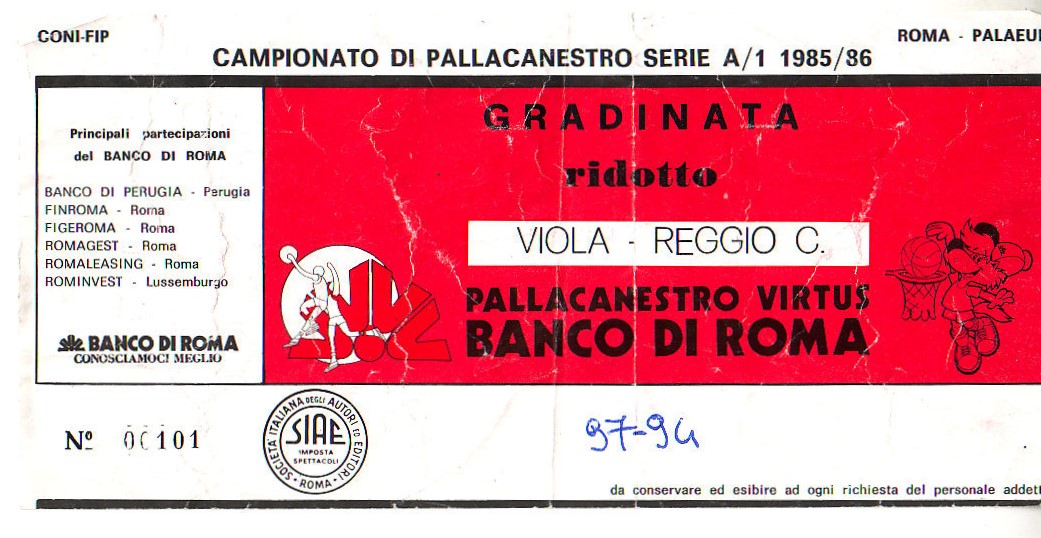 CONI-FIP
ROMA - PALAEUR
CAMPIONATO DI PALLACANESTRO SERIE A/1 1985/86
Principali partecipazioni
del BANCO DI ROMA
BANCO DI PERUGIA - Perugia
FINROMA - Roma
FIGEROMA - Roma
ROMAGEST - Roma
ROMALEASING - Roma
ROMINVEST - Lussemburgo
BANCO DI ROMA
CONOSCIAMOCI MEGLIO
GRADINATA
ridotto
VIOLA - REGGIO C.
PALLACANESTRO VIRTUS
BANCO DI ROMA
Nº 00101
SOCIETA' ITALIANA DEGLI AUTORI ED EDITORI
SIAE
IMPOSTA
SPETTACOLI
ROMA
97-94
da conservare ed esibire ad ogni richiesta del personale addett